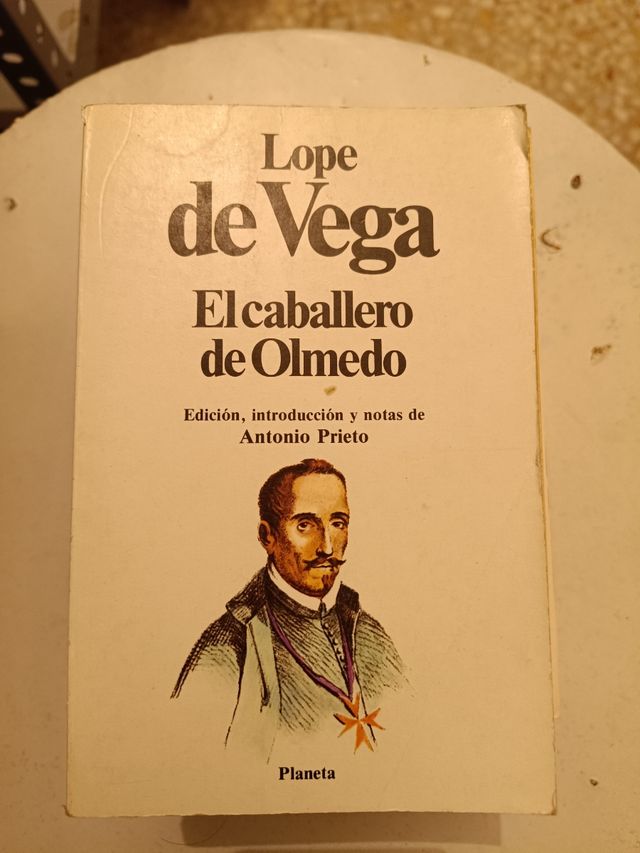 Lope
de Vega
El caballero
de Olmedo
Edición, introducción y notas de
Antonio Prieto
Planeta